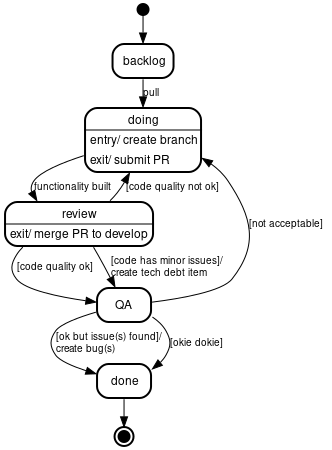 backlog
pull
doing
entry/ create branch
exit/ submit PR
functionality built
[code quality not ok]
review
exit/ merge PR to develop
[not acceptable]
[code quality ok]
[code has minor issues]/
create tech debt item
QA
[ok but issue(s) found]/
create bug(s)
[okie dokie]
done